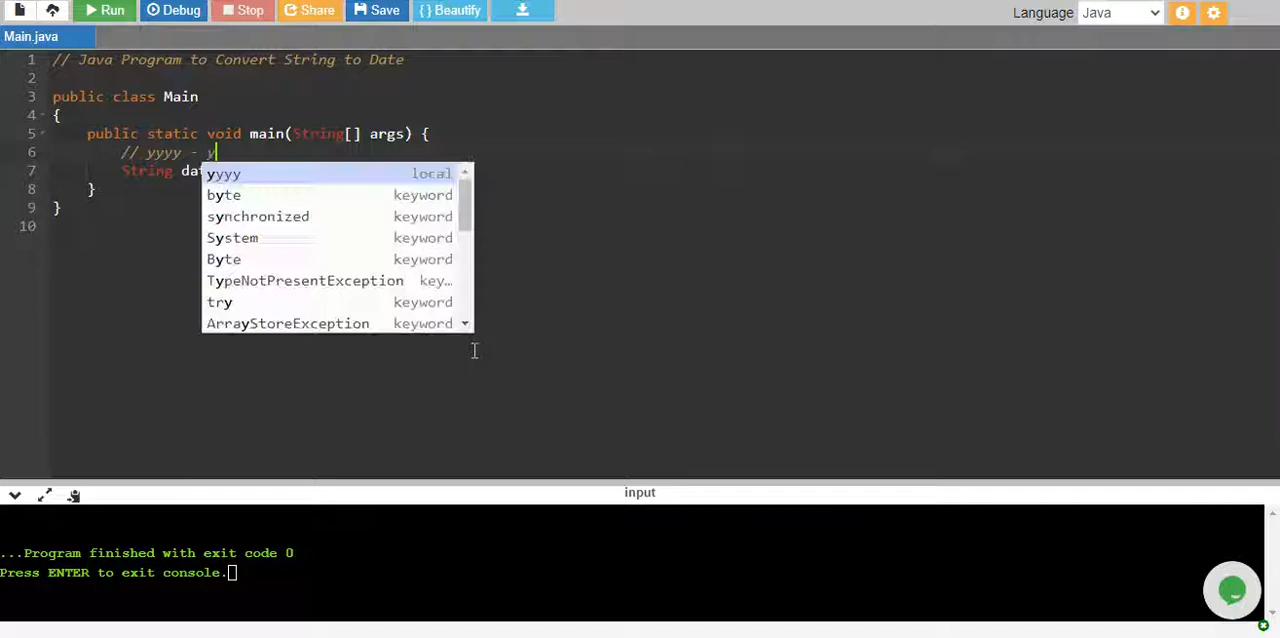 Run Debug Stop Share Save { } Beautify Language Java
Main.java
1 // Java Program to Convert String to Date
2
3 public class Main
4 {
5 public static void main(String[] args) {
6 // yyyy - y
7 String dat
8 }
9 }
10
yyyy local
byte keyword
synchronized keyword
System keyword
Byte keyword
TypeNotPresentException key…
try keyword
ArrayStoreException keyword
input
...Program finished with exit code 0
Press ENTER to exit console.